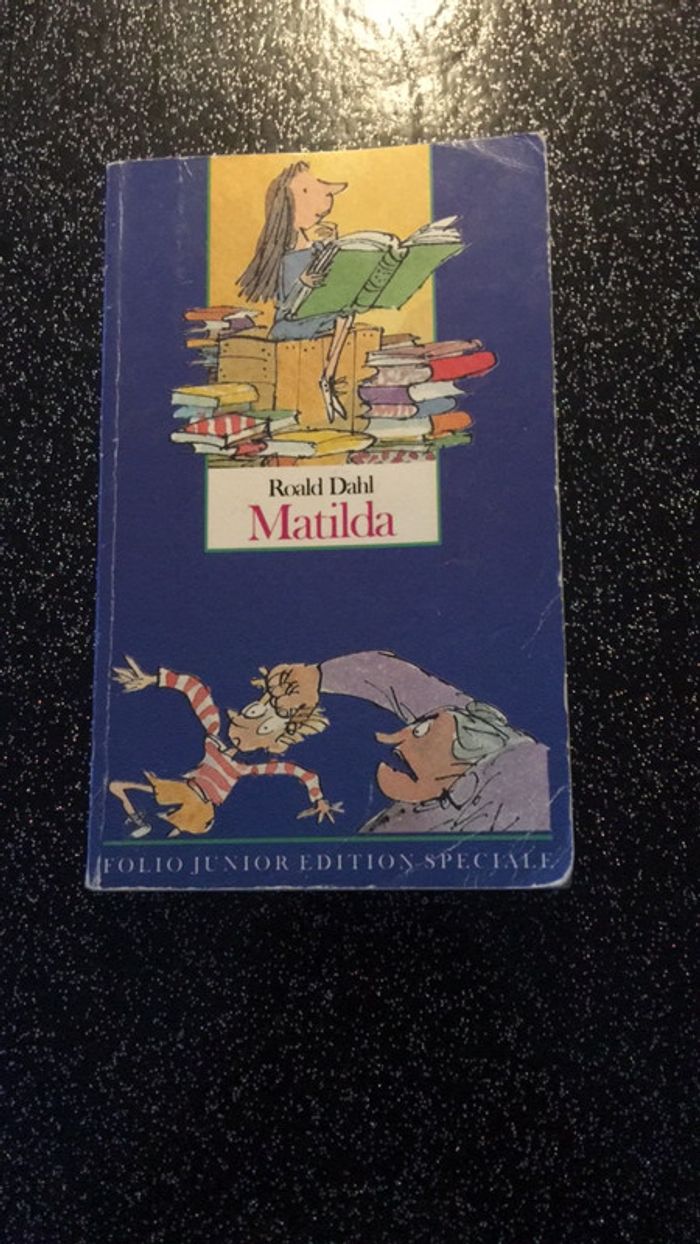 Roald Dahl
Matilda
FOLIO JUNIOR EDITION SPECIALE